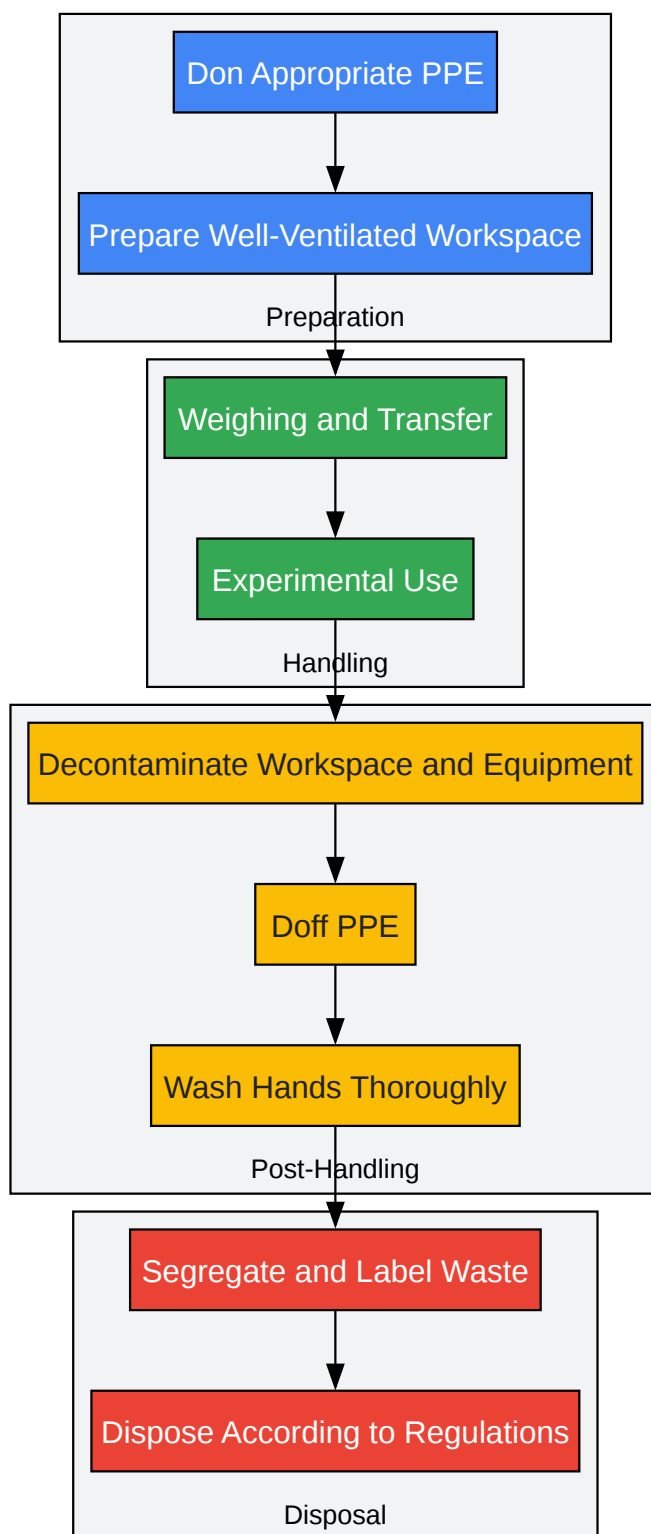 Don Appropriate PPE
Prepare Well-Ventilated Workspace
Preparation
Weighing and Transfer
Experimental Use
Handling
Decontaminate Workspace and Equipment
Doff PPE
Wash Hands Thoroughly
Post-Handling
Segregate and Label Waste
Dispose According to Regulations
Disposal